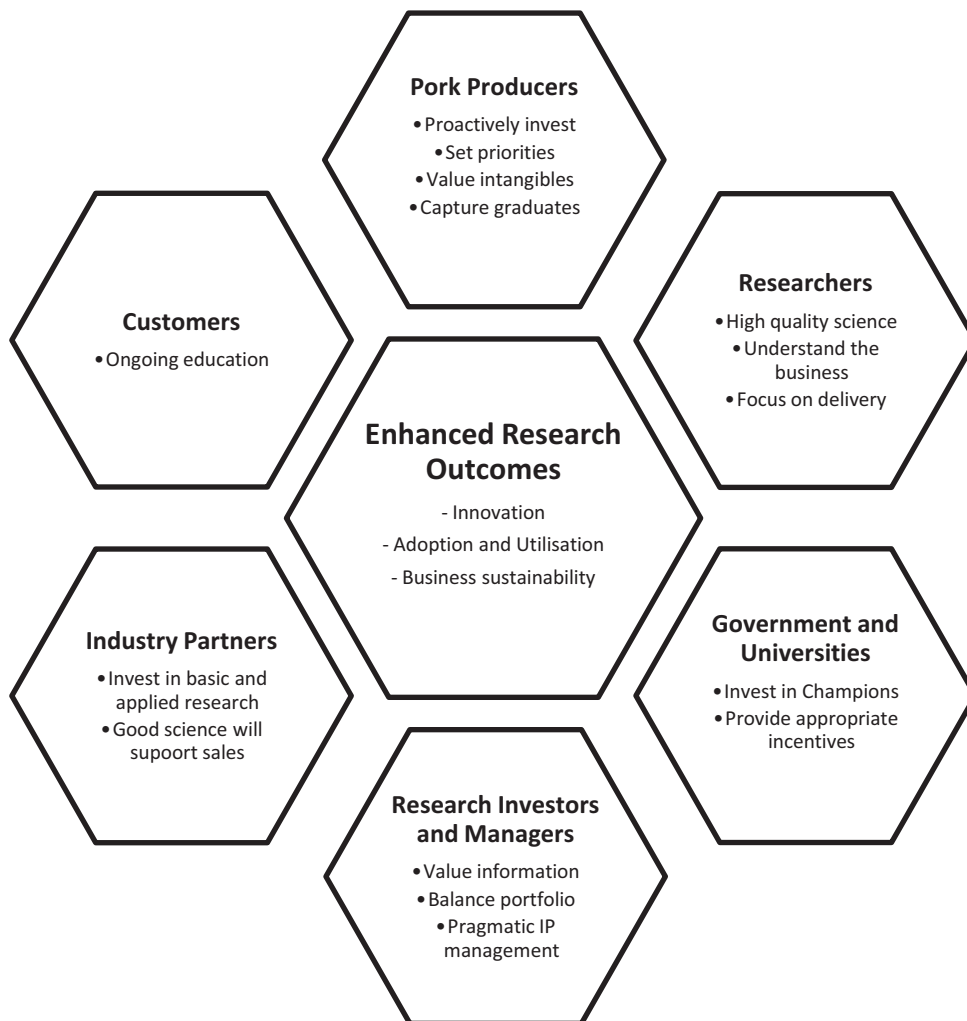 Pork Producers
•Proactively invest
•Set priorities
•Value intangibles
•Capture graduates
Researchers
•High quality science
•Understand the
business
•Focus on delivery
Customers
•Ongoing education
Enhanced Research
Outcomes
- Innovation
- Adoption and Utilisation
- Business sustainability
Government and
Universities
•Invest in Champions
•Provide appropriate
incentives
Industry Partners
•Invest in basic and
applied research
•Good science will
supoort sales
Research Investors
and Managers
•Value information
•Balance portfolio
•Pragmatic IP
management